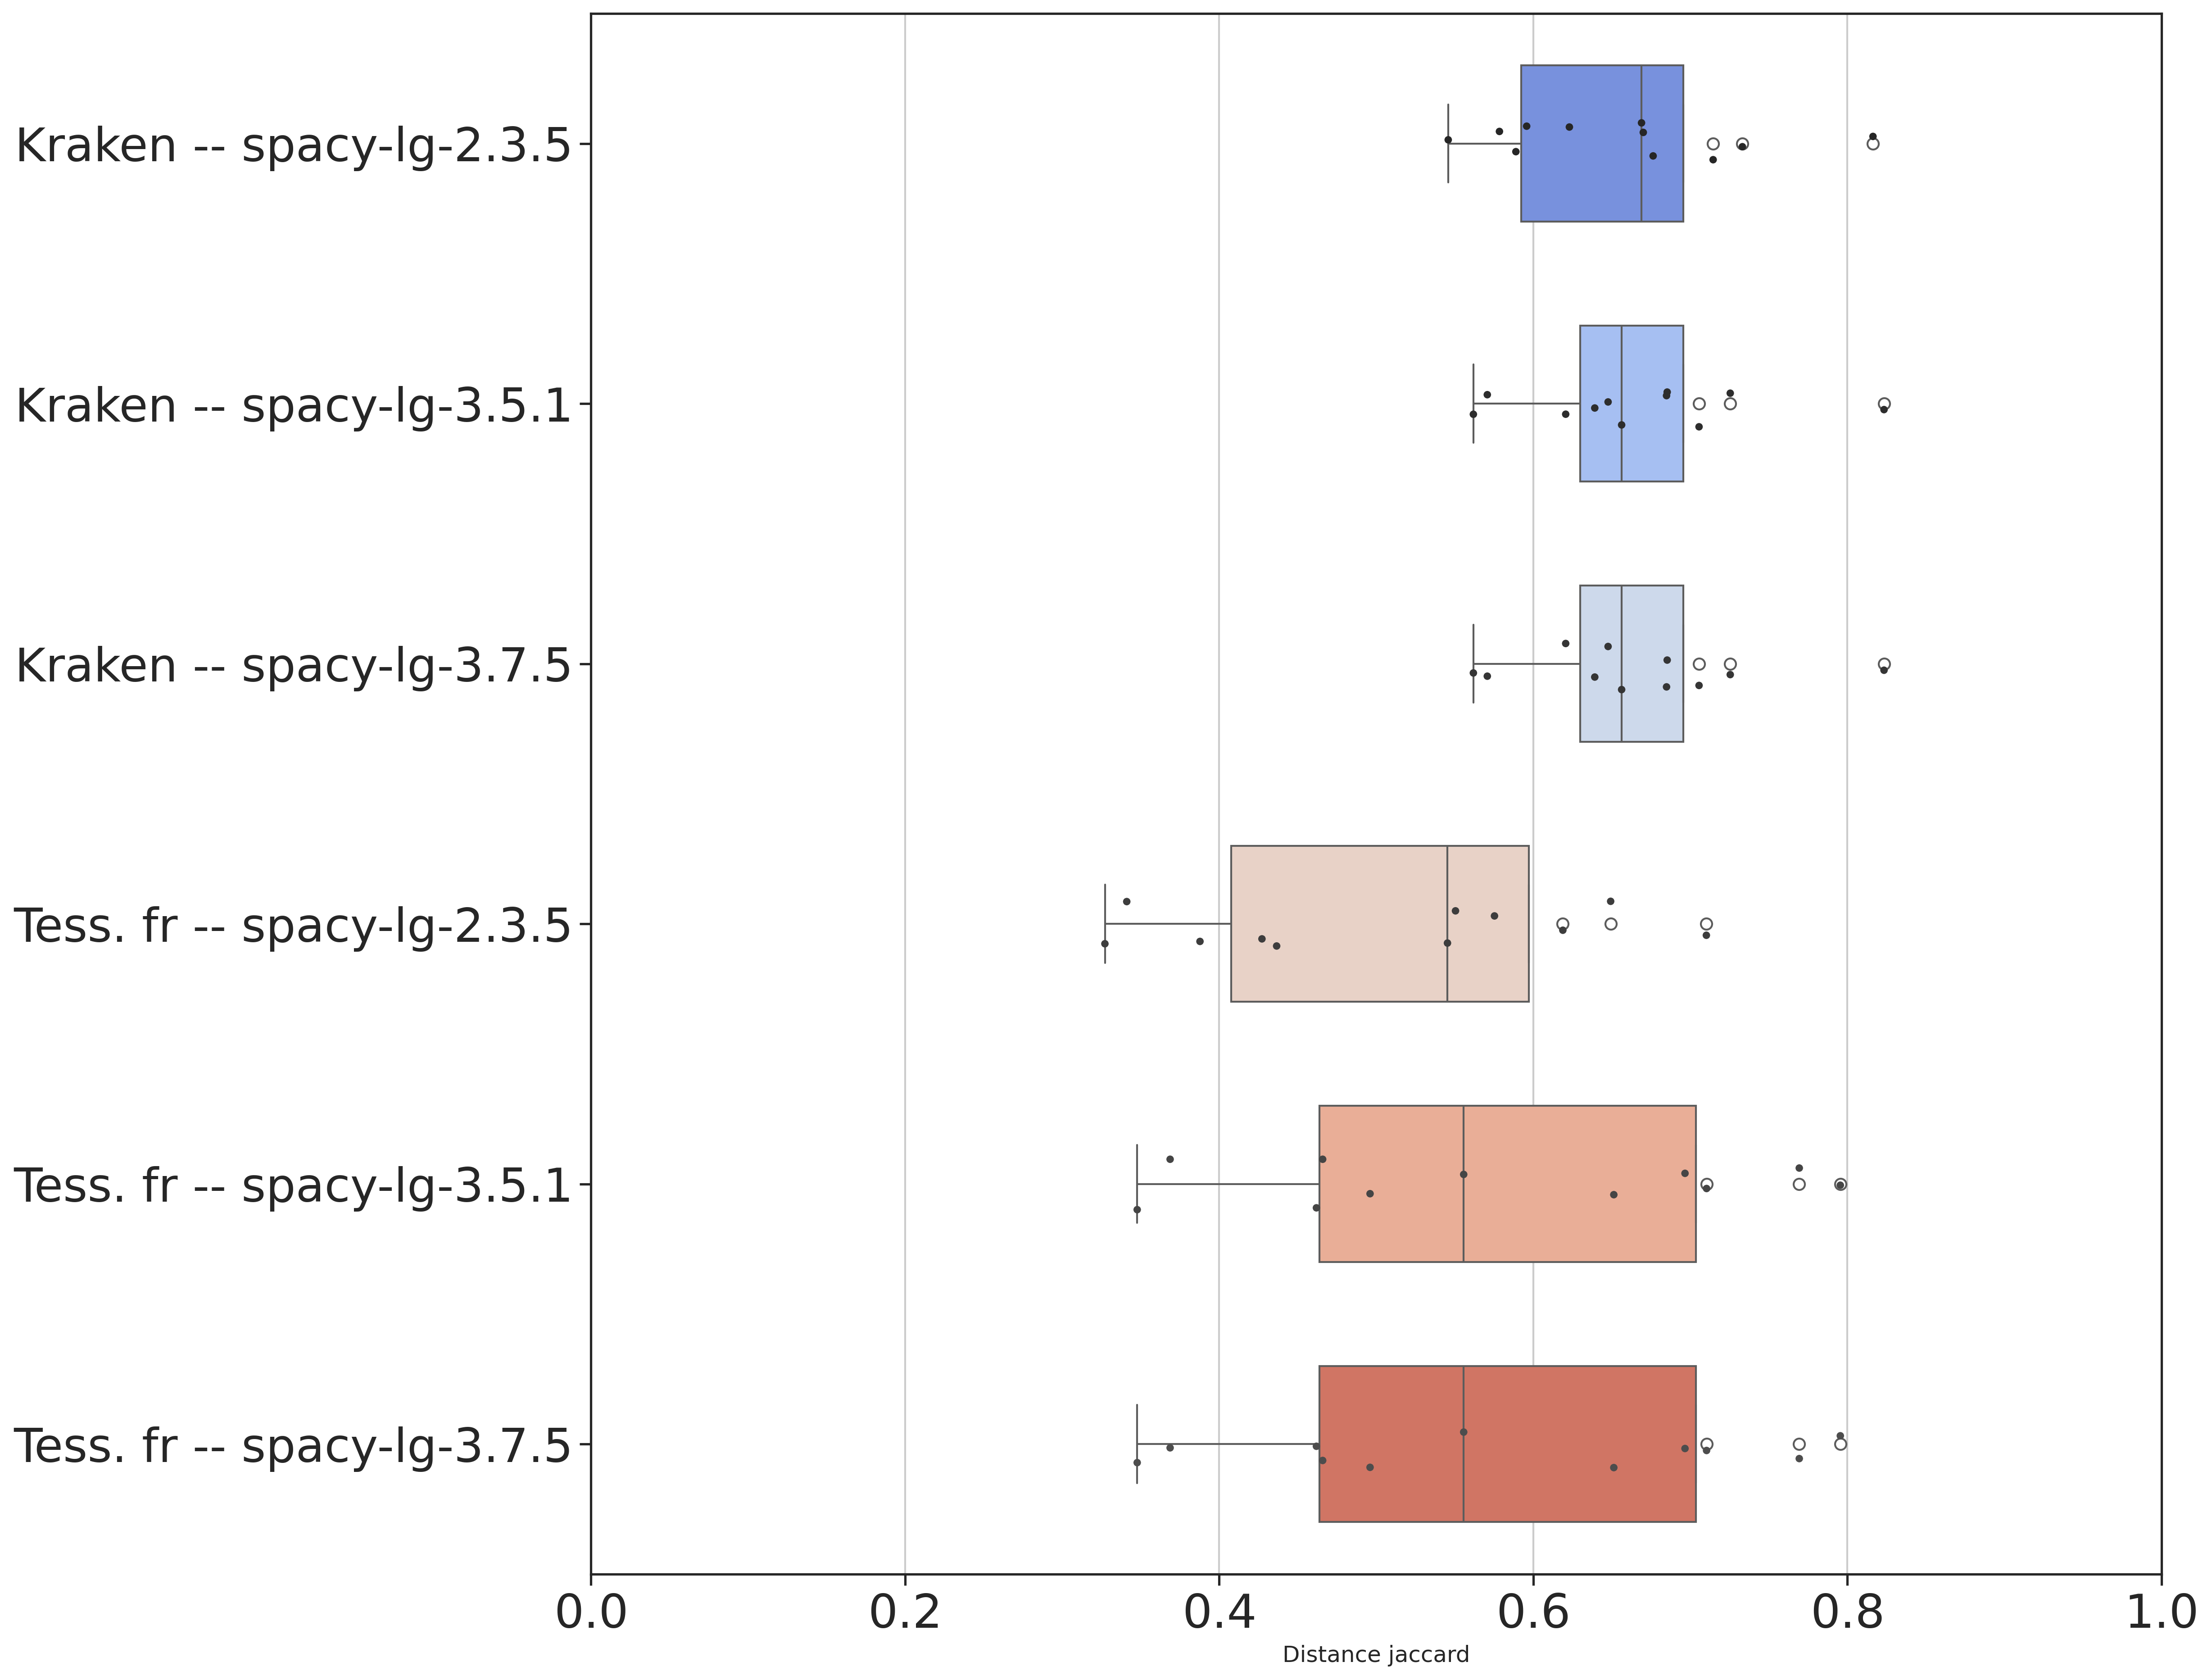 Kraken -- spacy-lg-2.3.5
Kraken -- spacy-lg-3.5.1
Kraken -- spacy-lg-3.7.5
Tess. fr -- spacy-lg-2.3.5
Tess. fr -- spacy-lg-3.5.1
Tess. fr -- spacy-lg-3.7.5
0.0 0.2 0.4 0.6 0.8 1.0
Distance jaccard